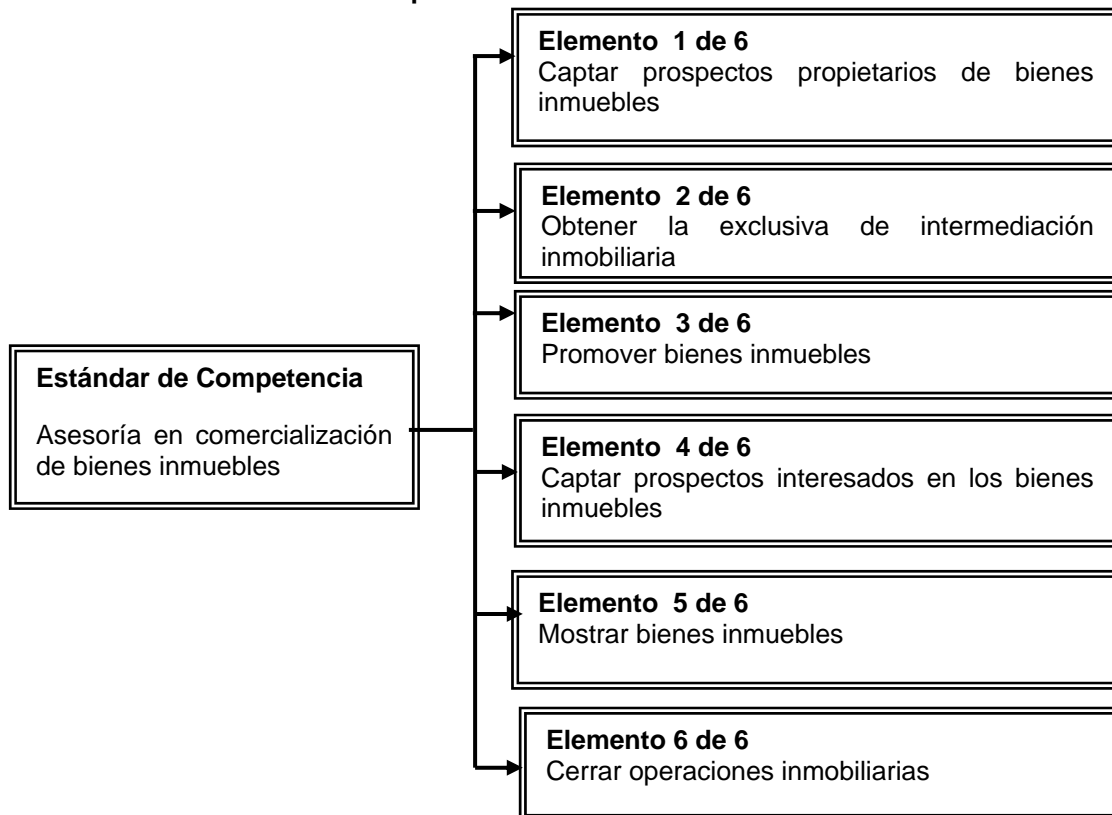 Estándar de Competencia
Asesoría en comercialización
de bienes inmuebles
Elemento 1 de 6
Captar prospectos propietarios de bienes
inmuebles
Elemento 2 de 6
Obtener la exclusiva de intermediación
inmobiliaria
Elemento 3 de 6
Promover bienes inmuebles
Elemento 4 de 6
Captar prospectos interesados en los bienes
inmuebles
Elemento 5 de 6
Mostrar bienes inmuebles
Elemento 6 de 6
Cerrar operaciones inmobiliarias